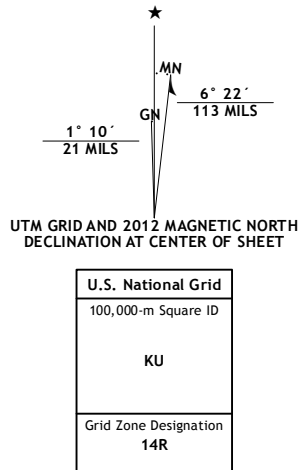 ★
MN
GN
6° 22´
113 MILS
1° 10´
21 MILS
UTM GRID AND 2012 MAGNETIC NORTH
DECLINATION AT CENTER OF SHEET
U.S. National Grid
100,000-m Square ID
KU
Grid Zone Designation
14R